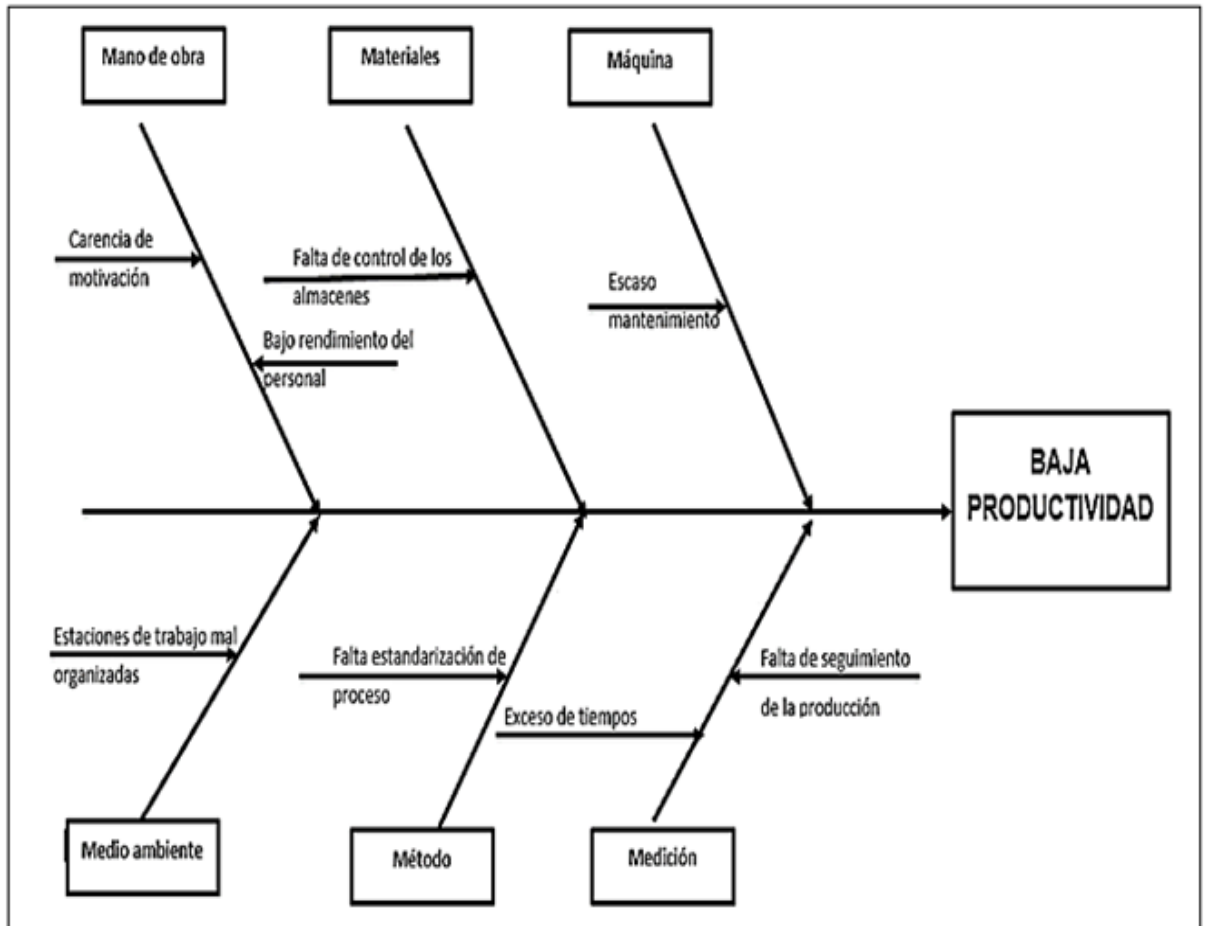 Mano de obra
Materiales
Máquina
Carencia de
motivación
Falta de control de los
almacenes
Escaso
mantenimiento
Bajo rendimiento del
personal
BAJA
PRODUCTIVIDAD
Estaciones de trabajo mal
organizadas
Falta estandarización de
proceso
Falta de seguimiento
de la producción
Exceso de tiempos
Medio ambiente
Método
Medición